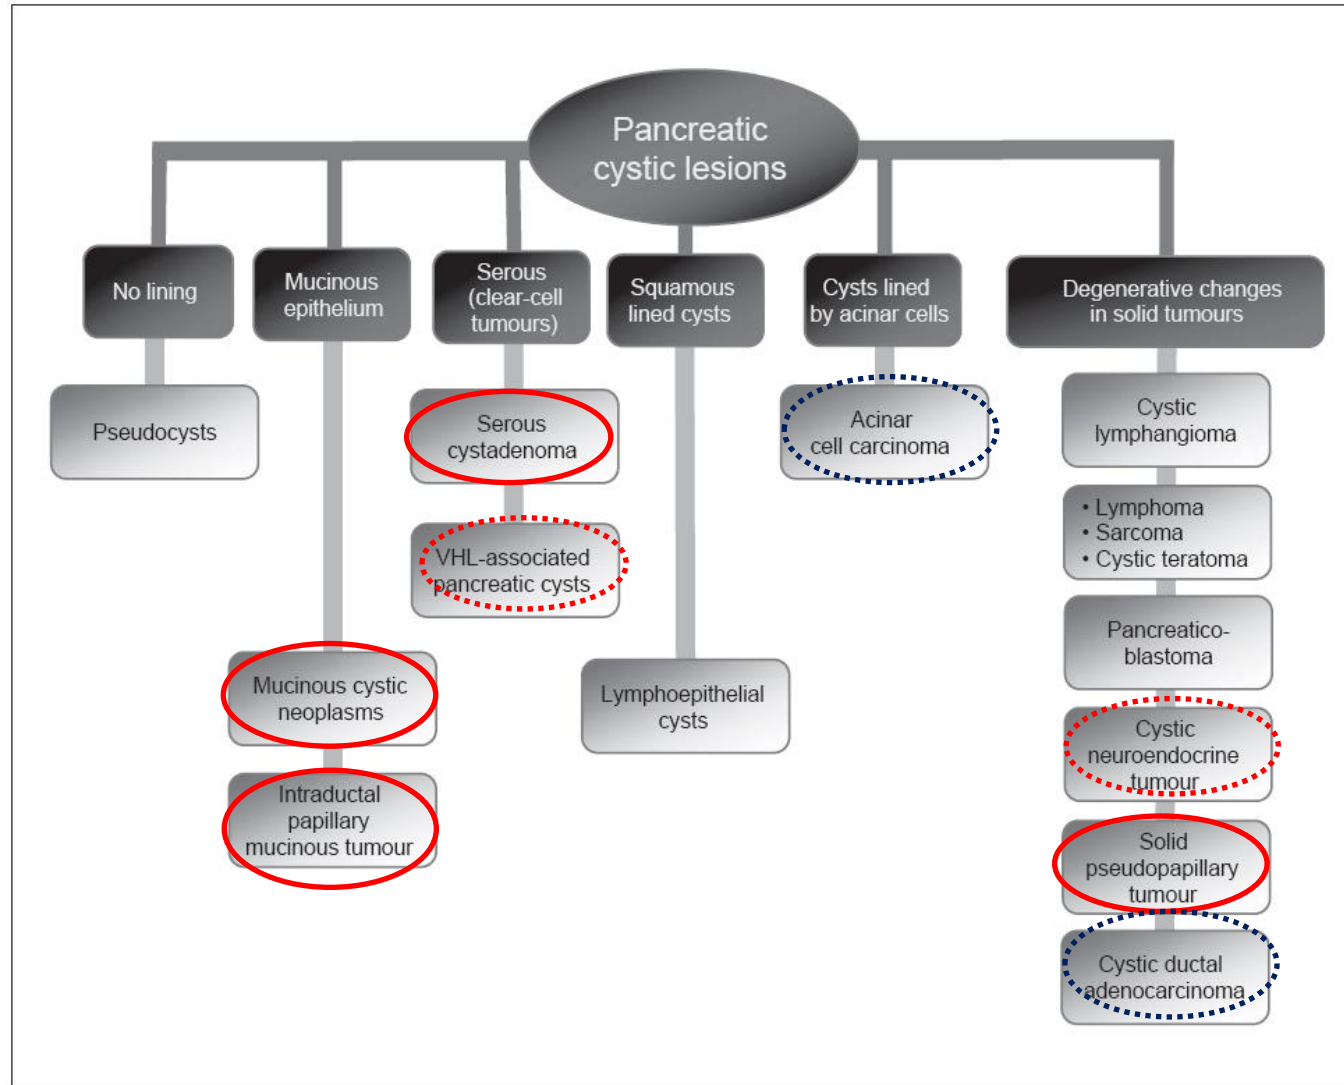 Pancreatic
cystic lesions
No lining
Mucinous
epithelium
Serous
(clear-cell
tumours)
Squamous
lined cysts
Cysts lined
by acinar cells
Degenerative changes
in solid tumours
Pseudocysts
Serous
cystadenoma
Acinar
cell carcinoma
Cystic
lymphangioma
VHL-associated
pancreatic cysts
• Lymphoma
• Sarcoma
• Cystic teratoma
Mucinous cystic
neoplasms
Lymphoepithelial
cysts
Pancreatico-
blastoma
Intraductal
papillary
mucinous tumour
Cystic
neuroendocrine
tumour
Solid
pseudopapillary
tumour
Cystic ductal
adenocarcinoma